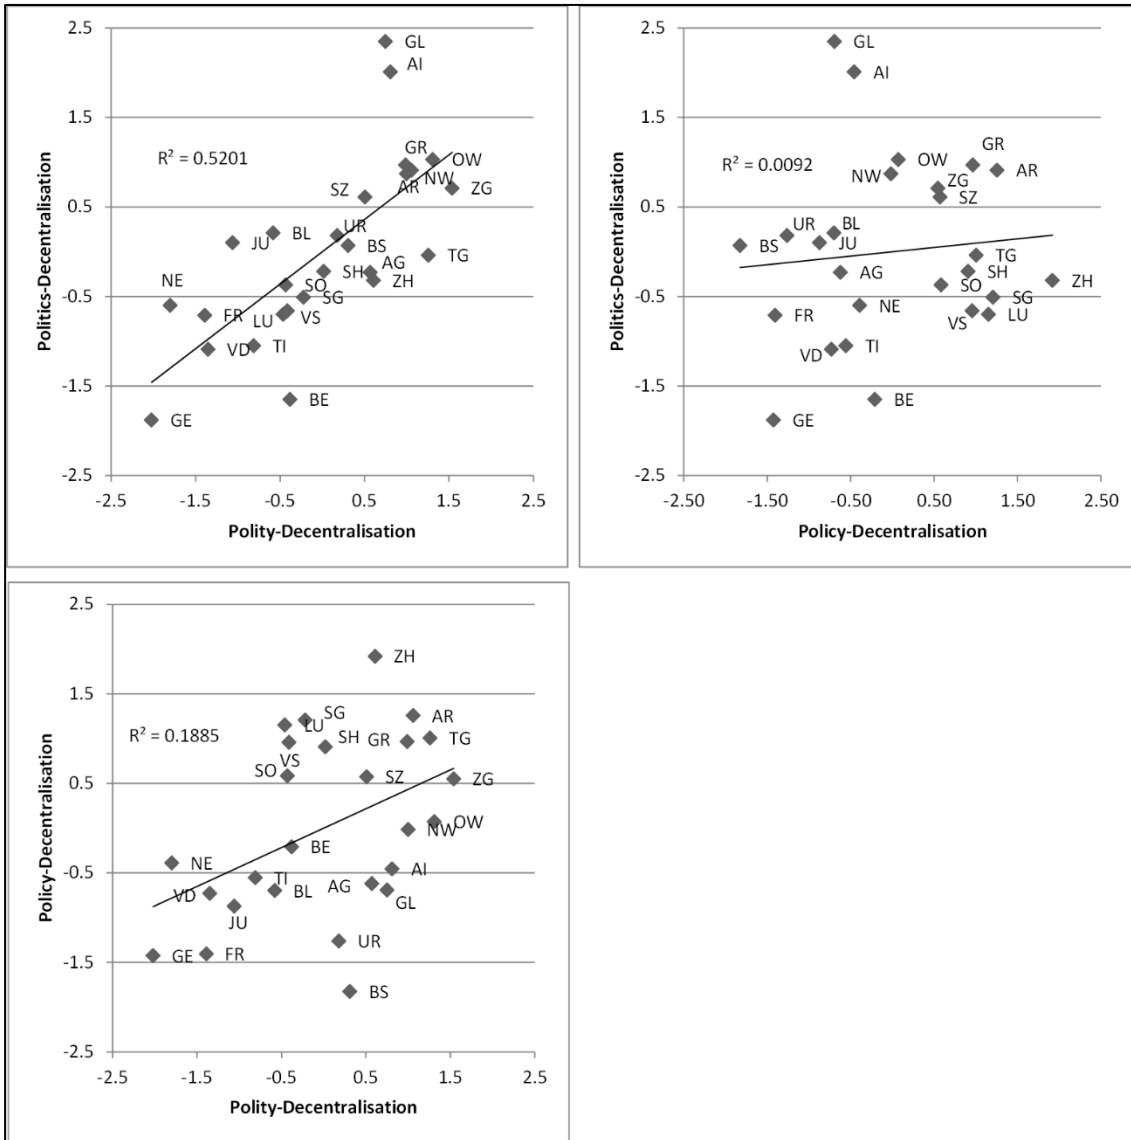 2.5
GL
AI
1.5
R² = 0.5201
GR
OW
NW
AR
ZG
SZ
0.5
UR
BL
JU
BS
TG
AG
SH
ZH
-0.5
NE
SO
SG
FR
LU
VS
VD
TI
-1.5
BE
GE
-2.5
-2.5 -1.5 -0.5 0.5 1.5 2.5
Polity-Decentralisation
Politics-Decentralisation
2.5
GL
AI
1.5
R² = 0.0092
GR
OW
AR
NW
ZG
SZ
0.5
UR
BL
BS
JU
TG
AG
SH
SO
ZH
-0.5
NE
SG
FR
VS
LU
VD
TI
-1.5
BE
GE
-2.5
-2.50 -1.50 -0.50 0.50 1.50 2.50
Policy-Decentralisation
Politics-Decentralisation
2.5
ZH
1.5
SG
AR
LU
R² = 0.1885
SH
GR
TG
VS
SO
SZ
ZG
0.5
OW
NW
BE
-0.5
NE
AI
TI
AG
VD
BL
GL
JU
UR
GE
FR
-1.5
BS
-2.5
-2.5 -1.5 -0.5 0.5 1.5 2.5
Polity-Decentralisation
Policy-Decentralisation